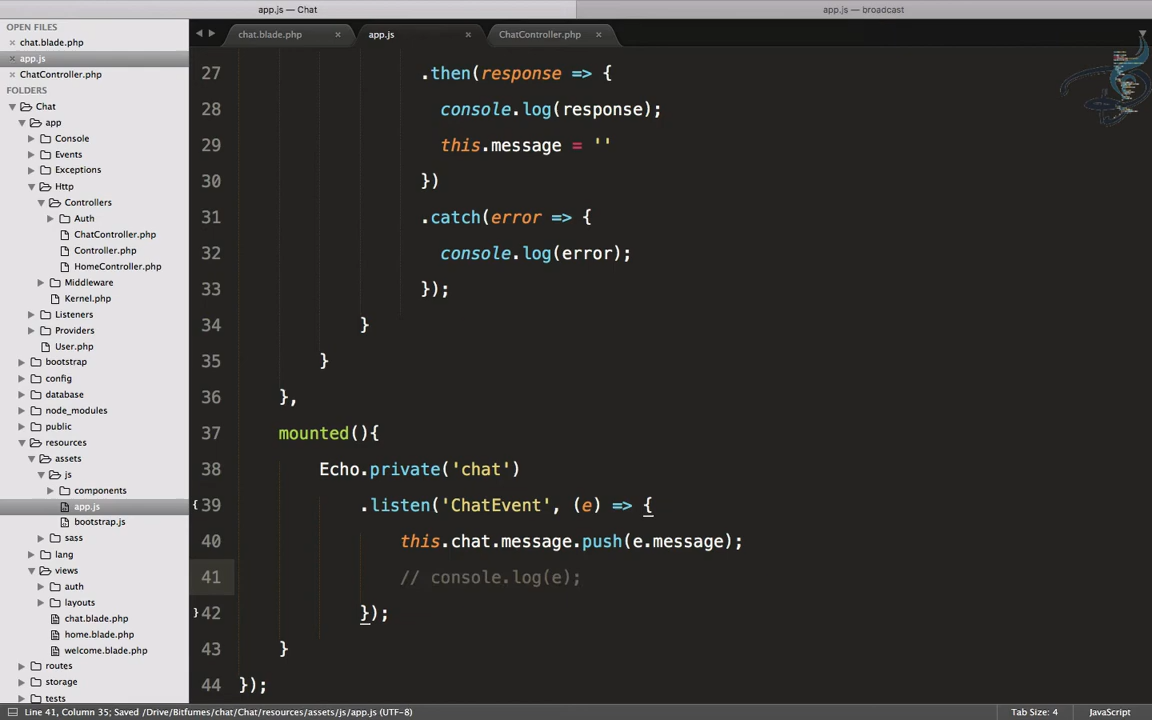 app.js — Chat
app.js — broadcast
OPEN FILES
chat.blade.php
app.js
ChatController.php
FOLDERS
Chat
app
Console
Events
Exceptions
Http
Controllers
Auth
ChatController.php
Controller.php
HomeController.php
Middleware
Kernel.php
Listeners
Providers
User.php
bootstrap
config
database
node_modules
public
resources
assets
js
components
app.js
bootstrap.js
sass
lang
views
auth
layouts
chat.blade.php
home.blade.php
welcome.blade.php
routes
storage
tests
chat.blade.php
app.js
ChatController.php
27 .then(response => {
28 console.log(response);
29 this.message = ''
30 })
31 .catch(error => {
32 console.log(error);
33 });
34 }
35 }
36 },
37 mounted(){
38 Echo.private('chat')
39 .listen('ChatEvent', (e) => {
40 this.chat.message.push(e.message);
41 // console.log(e);
42 });
43 }
44 });
Line 41, Column 35; Saved /Drive/Bitfumes/chat/Chat/resources/assets/js/app.js (UTF-8)
Tab Size: 4
JavaScript